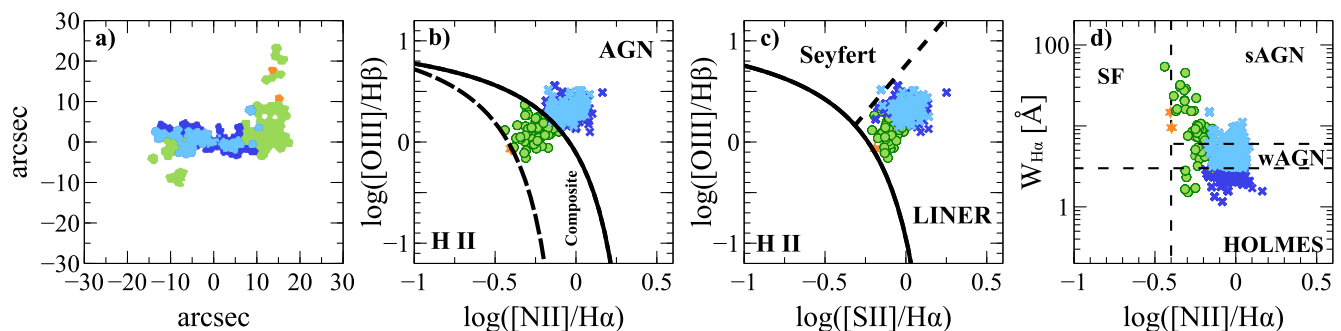 a)
30
20
10
0
−10
−20
−30
−30
−20
−10
0
10
20
30
arcsec
arcsec
b)
AGN
Composite
H II
1
0
−1
−1
−0.5
0
0.5
log([OIII]/Hβ)
log([NII]/Hα)
c)
Seyfert
LINER
H II
1
0
−1
−1
−0.5
0
0.5
log([OIII]/Hβ)
log([SII]/Hα)
d)
SF
sAGN
wAGN
HOLMES
100
1
−1
−0.5
0
0.5
WHα [Å]
log([NII]/Hα)